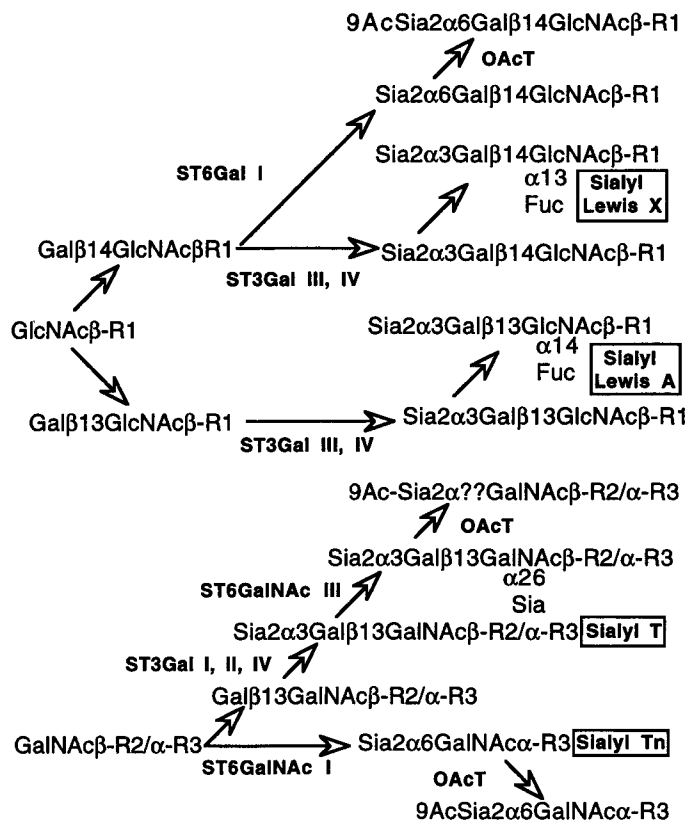 9AcSia2α6Galβ14GlcNAcβ-R1
OAcT
Sia2α6Galβ14GlcNAcβ-R1
ST6Gal I
Sia2α3Galβ14GlcNAcβ-R1
α13
Fuc
Sialyl
Lewis X
Galβ14GlcNAcβR1
ST3Gal III, IV
Sia2α3Galβ14GlcNAcβ-R1
GlcNAcβ-R1
Sia2α3Galβ13GlcNAcβ-R1
α14
Fuc
Sialyl
Lewis A
Galβ13GlcNAcβ-R1
ST3Gal III, IV
Sia2α3Galβ13GlcNAcβ-R1
9Ac-Sia2α??GalNAcβ-R2/α-R3
OAcT
Sia2α3Galβ13GalNAcβ-R2/α-R3
α26
Sia
ST6GalNAc III
Sia2α3Galβ13GalNAcβ-R2/α-R3 Sialyl T
ST3Gal I, II, IV
Galβ13GalNAcβ-R2/α-R3
GalNAcβ-R2/α-R3
ST6GalNAc I
Sia2α6GalNAcα-R3 Sialyl Tn
OAcT
9AcSia2α6GalNAcα-R3